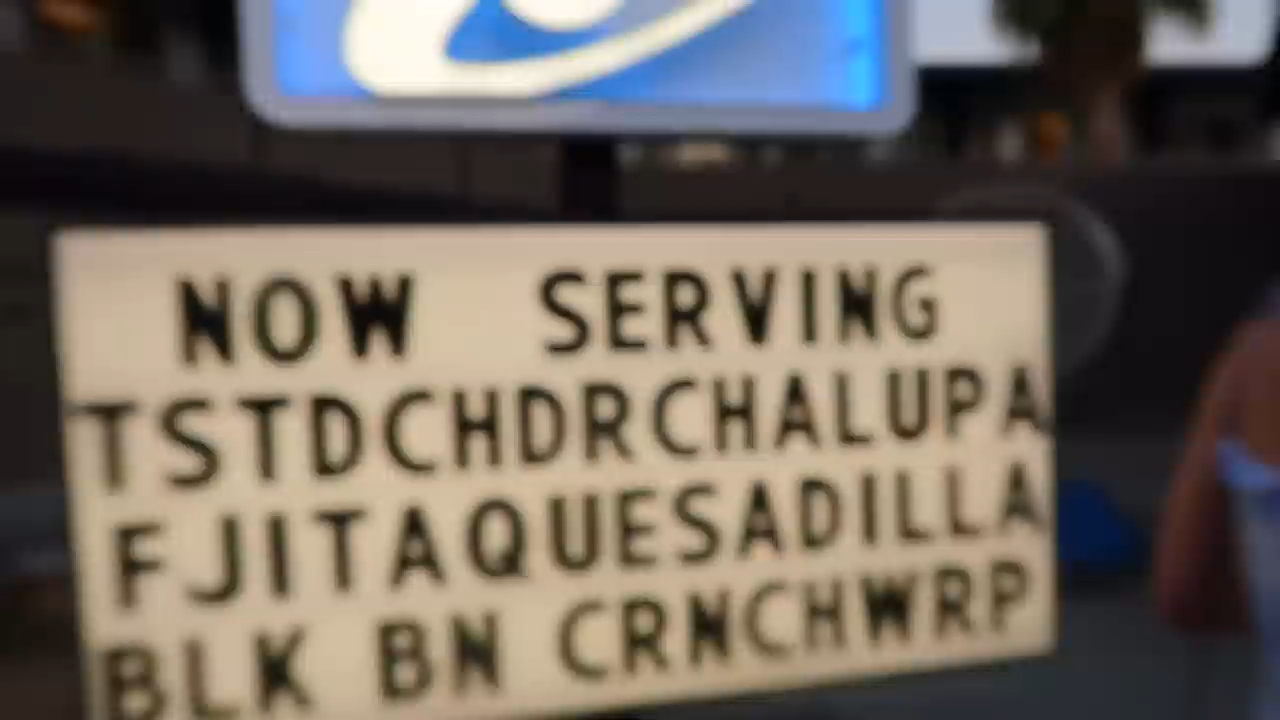 NOW SERVING
TSTDCHDRCHALUPA
FJITAQUESADILLA
BLK BN CRNCHWRP